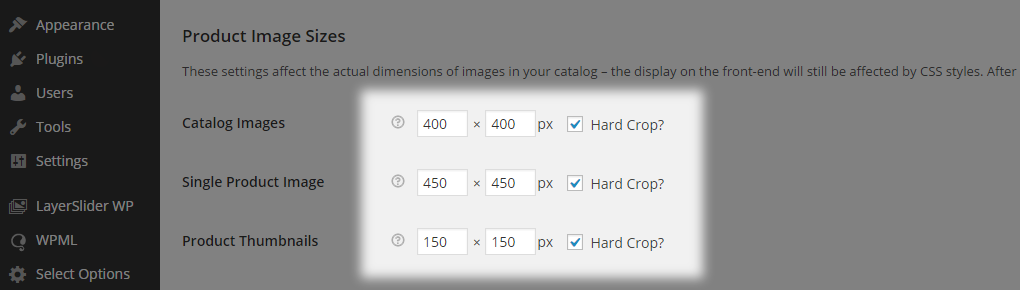 Appearance
Plugins
Users
Tools
Settings
LayerSlider WP
WPML
Select Options
Product Image Sizes
These settings affect the actual dimensions of images in your catalog – the display on the front-end will still be affected by CSS styles. After
Catalog Images 400 × 400 px Hard Crop?
Single Product Image 450 × 450 px Hard Crop?
Product Thumbnails 150 × 150 px Hard Crop?